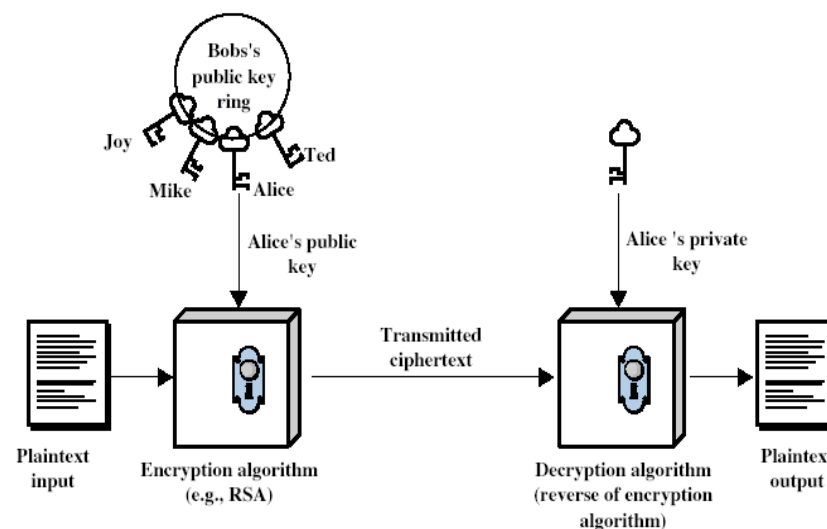 Bobs's
public key
ring
Joy
Ted
Mike
Alice
Alice's public
key
Alice 's private
key
Transmitted
ciphertext
Plaintext
input
Encryption algorithm
(e.g., RSA)
Decryption algorithm
(reverse of encryption
algorithm)
Plaintex
output